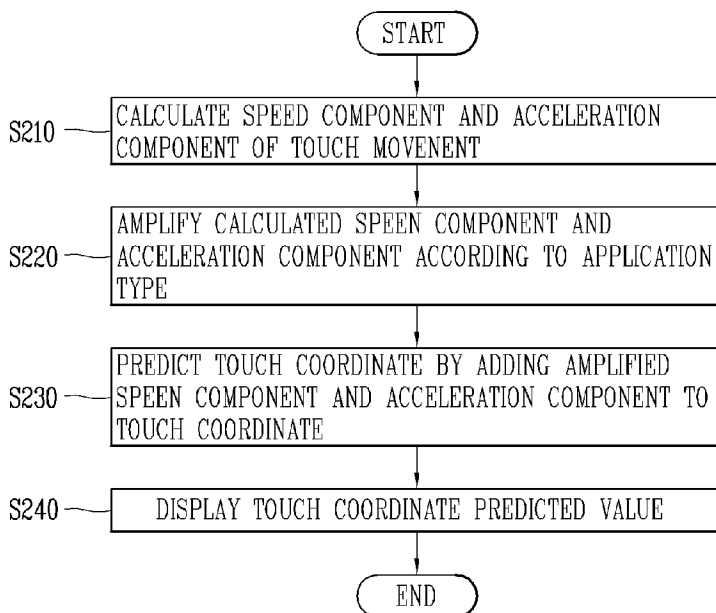 START
S210
CALCULATE SPEED COMPONENT AND ACCELERATION
COMPONENT OF TOUCH MOVENENT
S220
AMPLIFY CALCULATED SPEEN COMPONENT AND
ACCELERATION COMPONENT ACCORDING TO APPLICATION
TYPE
S230
PREDICT TOUCH COORDINATE BY ADDING AMPLIFIED
SPEEN COMPONENT AND ACCELERATION COMPONENT TO
TOUCH COORDINATE
S240
DISPLAY TOUCH COORDINATE PREDICTED VALUE
END